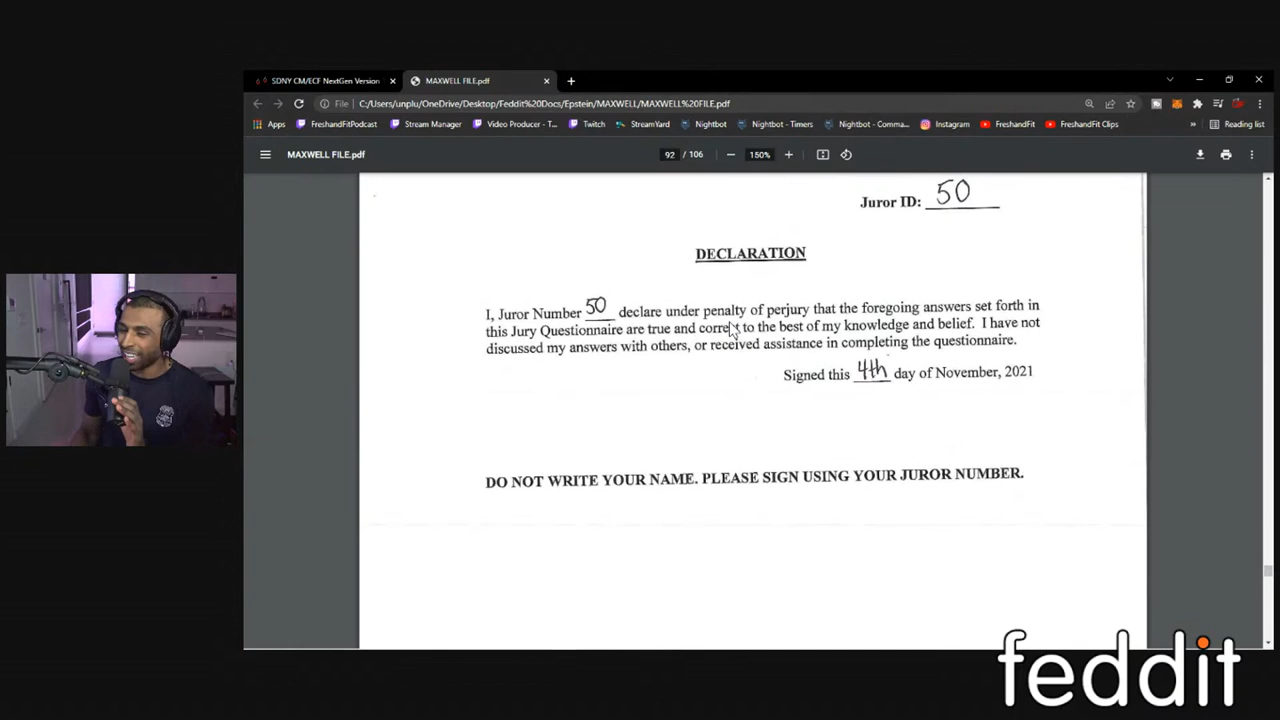 SDNY CM/ECF NextGen Version
MAXWELL FILE.pdf
File C:/Users/unplu/OneDrive/Desktop/Feddit%20Docs/Epstein/MAXWELL/MAXWELL%20FILE.pdf
Apps FreshandFitPodcast Stream Manager Video Producer - T... Twitch StreamYard Nightbot Nightbot - Timers Nightbot - Comma... Instagram FreshandFit FreshandFit Clips » Reading list
MAXWELL FILE.pdf 92 / 106 150%
Juror ID: 50
DECLARATION
I, Juror Number 50 declare under penalty of perjury that the foregoing answers set forth in
this Jury Questionnaire are true and correct to the best of my knowledge and belief. I have not
discussed my answers with others, or received assistance in completing the questionnaire.
Signed this 4th day of November, 2021
DO NOT WRITE YOUR NAME. PLEASE SIGN USING YOUR JUROR NUMBER.
feddit